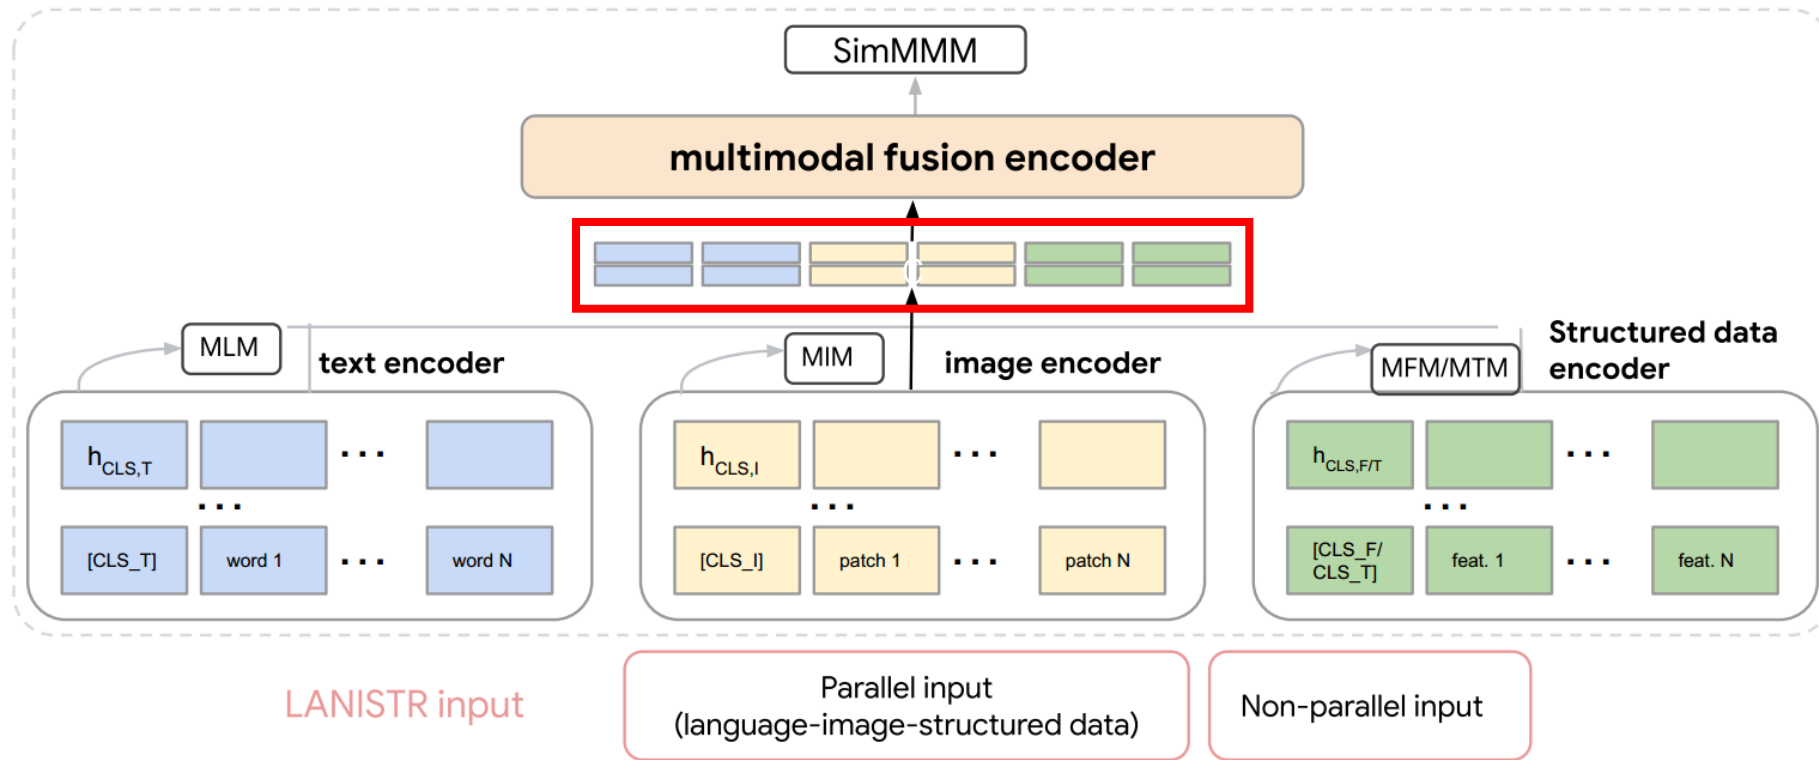 SimMMM
multimodal fusion encoder
C
MLM
text encoder
MIM
image encoder
MFM/MTM
Structured data
encoder
hCLS,T
...
...
[CLS_T]
word 1
...
word N
hCLS,I
...
...
[CLS_I]
patch 1
...
patch N
hCLS,F/T
...
...
[CLS_F/
CLS_T]
feat. 1
...
feat. N
LANISTR input
Parallel input
(language-image-structured data)
Non-parallel input